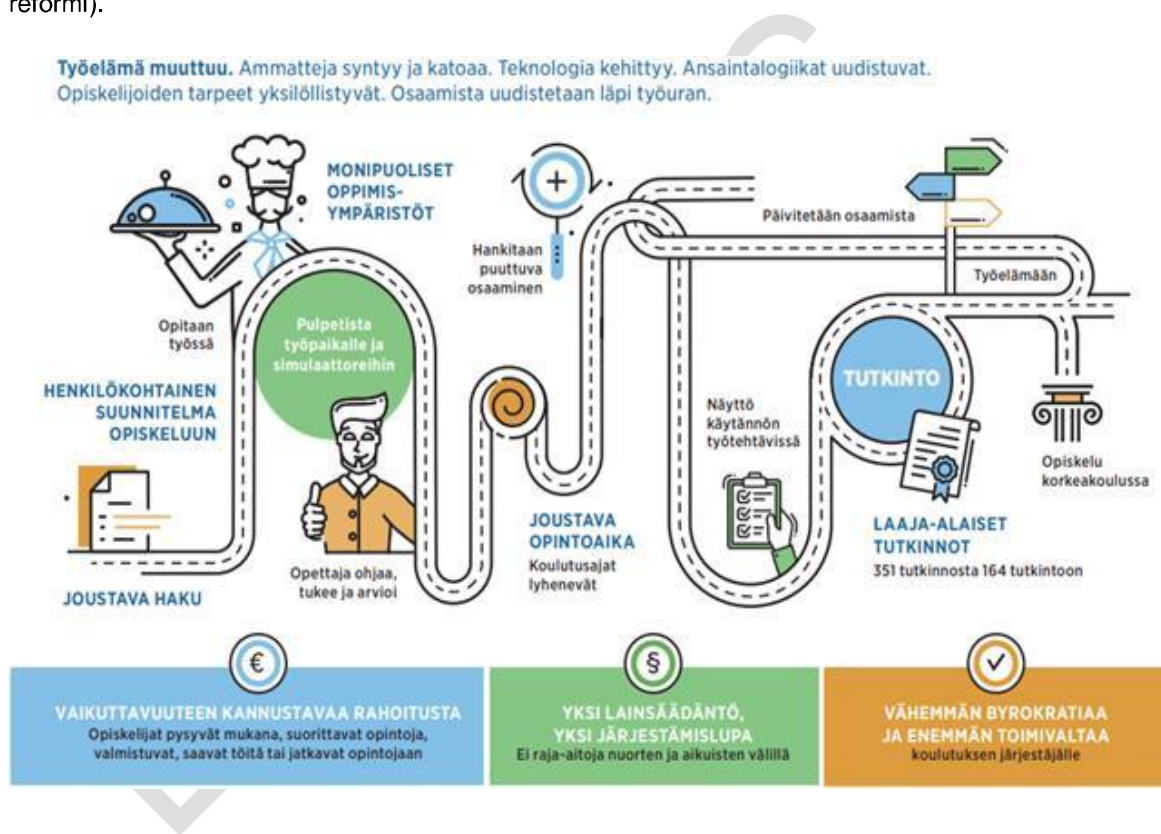 reformi).
Työelämä muuttuu. Ammatteja syntyy ja katoaa. Teknologia kehittyy. Ansaintalogiikat uudistuvat.
Opiskelijoiden tarpeet yksilöllistyvät. Osaamista uudistetaan läpi työuran.
MONIPUOLISET
OPPIMIS-
YMPÄRISTÖT
Hankitaan
puuttuva
osaaminen
Päivitetään osaamista
Työelämään
Opitaan
työssä
Pulpetista
työpaikalle ja
simulaattoreihin
HENKILÖKOHTAINEN
SUUNNITELMA
OPISKELUUN
JOUSTAVA HAKU
Opettaja ohjaa,
tukee ja arvioi
JOUSTAVA
OPINTOAIKA
Koulutusajat
lyhenevät
Näyttö
käytännön
työtehtävissä
TUTKINTO
LAAJA-ALAISET
TUTKINNOT
351 tutkinnosta 164 tutkintoon
Opiskelu
korkeakoulussa
€
VAIKUTTAVUUTEEN KANNUSTAVAA RAHOITUSTA
Opiskelijat pysyvät mukana, suorittavat opintoja,
valmistuvat, saavat töitä tai jatkavat opintojaan
§
YKSI LAINSÄÄDÄNTÖ,
YKSI JÄRJESTÄMISLUPA
Ei raja-aitoja nuorten ja aikuisten välillä
VÄHEMMÄN BYROKRATIAA
JA ENEMMÄN TOIMIVALTAA
koulutuksen järjestäjälle